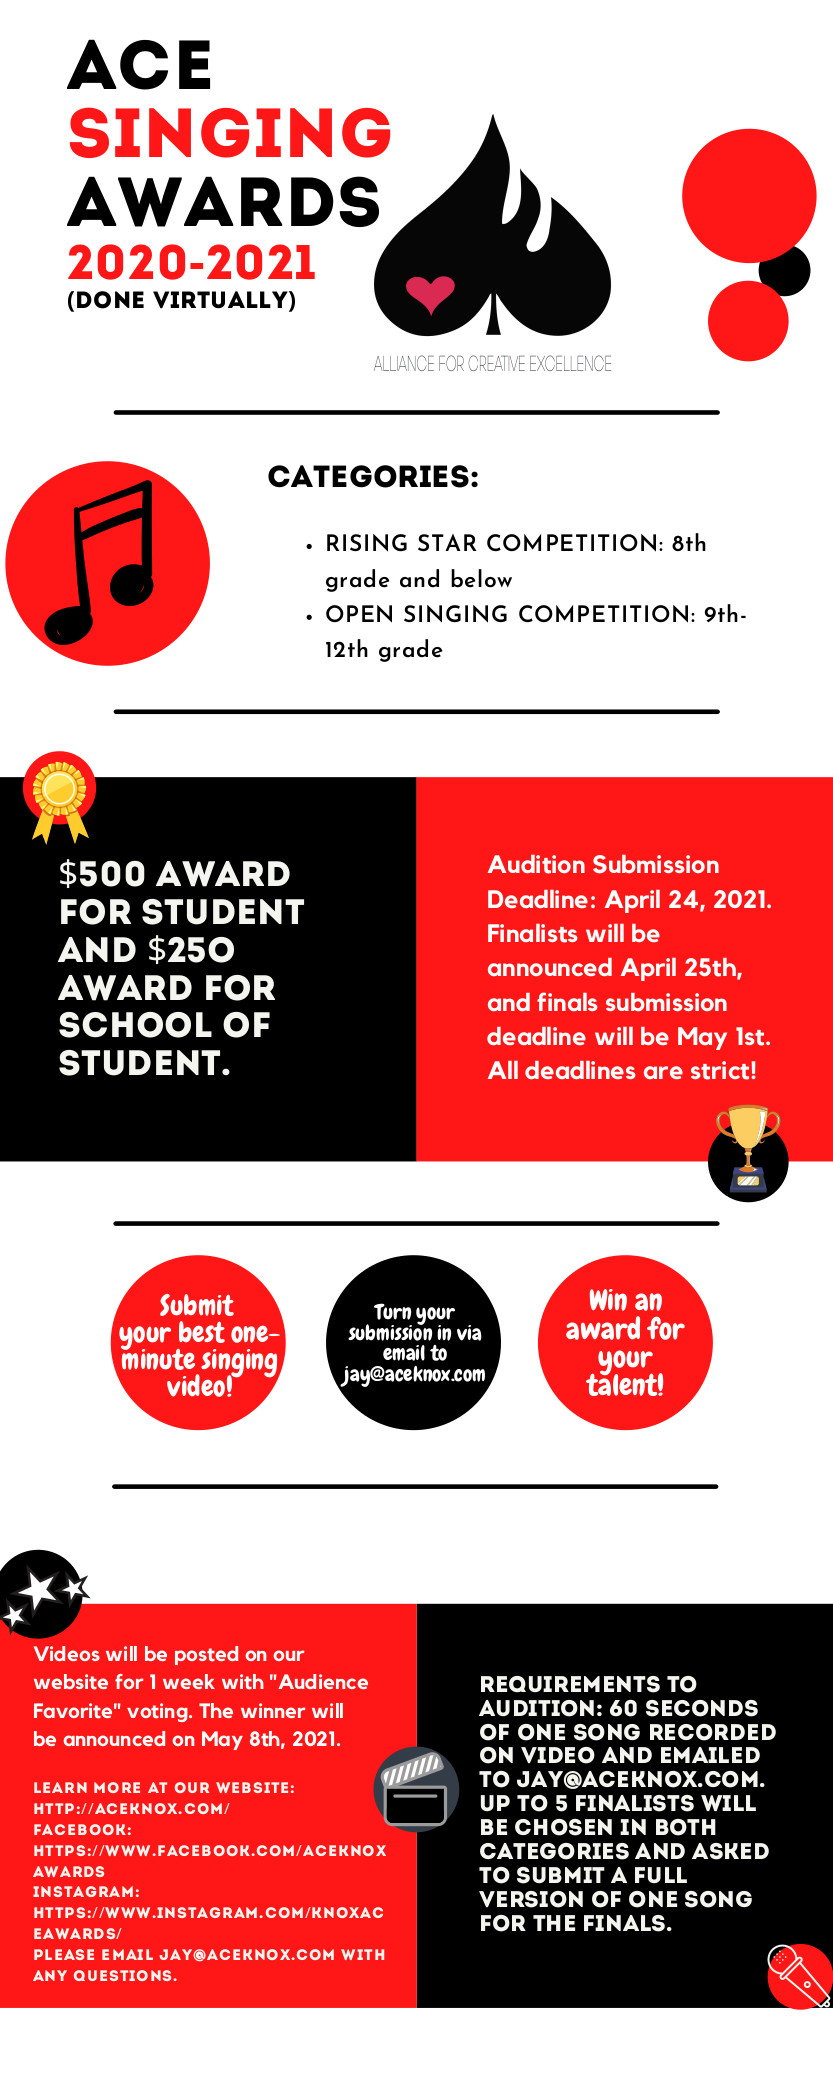 ACE
SINGING
AWARDS
2020-2021
(DONE VIRTUALLY)
ALLIANCE FOR CREATIVE EXCELLENCE
CATEGORIES:
• RISING STAR COMPETITION: 8th
grade and below
• OPEN SINGING COMPETITION: 9th-
12th grade
$500 AWARD
FOR STUDENT
AND $250
AWARD FOR
SCHOOL OF
STUDENT.
Audition Submission
Deadline: April 24, 2021.
Finalists will be
announced April 25th,
and finals submission
deadline will be May 1st.
All deadlines are strict!
Submit
your best one-
minute singing
video!
Turn your
submission in via
email to
jay@aceknox.com
Win an
award for
your
talent!
Videos will be posted on our
website for 1 week with "Audience
Favorite" voting. The winner will
be announced on May 8th, 2021.
LEARN MORE AT OUR WEBSITE:
HTTP://ACEKNOX.COM/
FACEBOOK:
HTTPS://WWW.FACEBOOK.COM/ACEKNOX
AWARDS
INSTAGRAM:
HTTPS://WWW.INSTAGRAM.COM/KNOXAC
EAWARDS/
PLEASE EMAIL JAY@ACEKNOX.COM WITH
ANY QUESTIONS.
REQUIREMENTS TO
AUDITION: 60 SECONDS
OF ONE SONG RECORDED
ON VIDEO AND EMAILED
TO JAY@ACEKNOX.COM.
UP TO 5 FINALISTS WILL
BE CHOSEN IN BOTH
CATEGORIES AND ASKED
TO SUBMIT A FULL
VERSION OF ONE SONG
FOR THE FINALS.